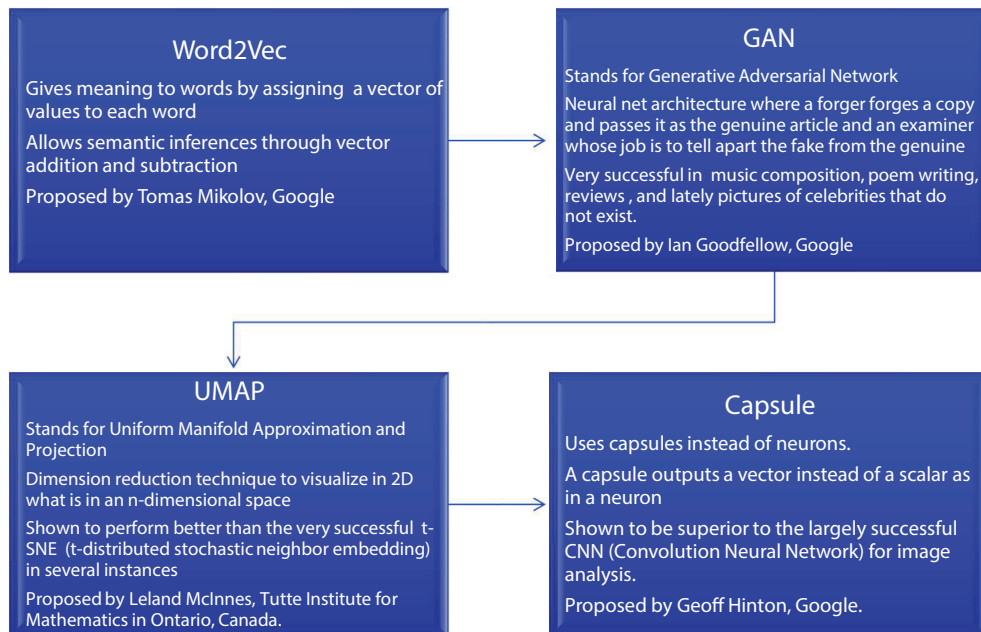 Word2Vec
Gives meaning to words by assigning a vector of
values to each word
Allows semantic inferences through vector
addition and subtraction
Proposed by Tomas Mikolov, Google
GAN
Stands for Generative Adversarial Network
Neural net architecture where a forger forges a copy
and passes it as the genuine article and an examiner
whose job is to tell apart the fake from the genuine
Very successful in music composition, poem writing,
reviews , and lately pictures of celebrities that do
not exist.
Proposed by Ian Goodfellow, Google
UMAP
Stands for Uniform Manifold Approximation and
Projection
Dimension reduction technique to visualize in 2D
what is in an n-dimensional space
Shown to perform better than the very successful t-
SNE (t-distributed stochastic neighbor embedding)
in several instances
Proposed by Leland McInnes, Tutte Institute for
Mathematics in Ontario, Canada.
Capsule
Uses capsules instead of neurons.
A capsule outputs a vector instead of a scalar as
in a neuron
Shown to be superior to the largely successful
CNN (Convolution Neural Network) for image
analysis.
Proposed by Geoff Hinton, Google.